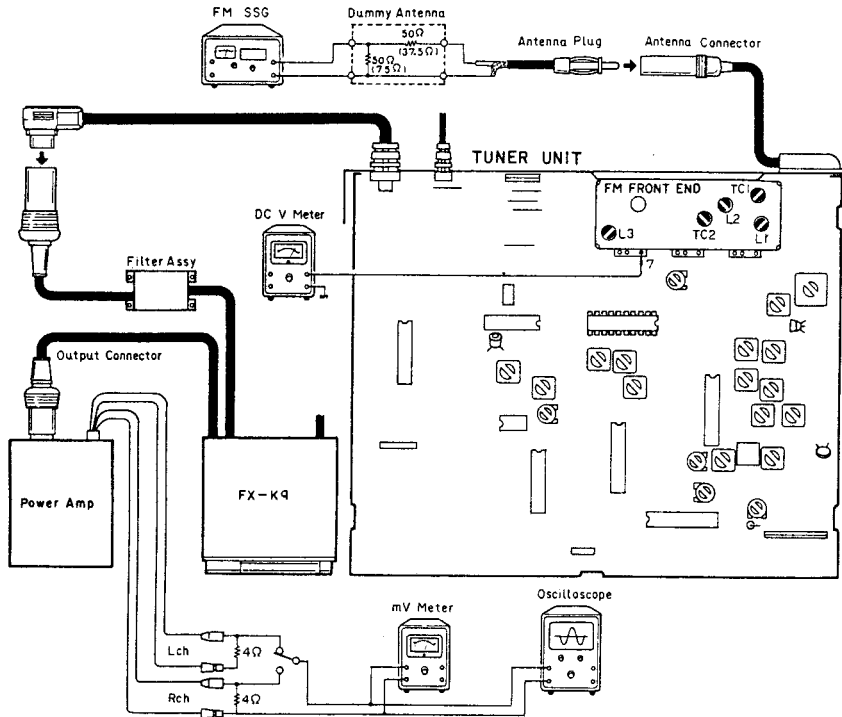 FM SSG
Dummy Antenna
50Ω
(37.5Ω)
50Ω
(75Ω)
Antenna Plug
Antenna Connector
TUNER UNIT
FM FRONT END
TC1
L2
TC2
L1
L3
7
DC V Meter
Filter Assy
Output Connector
Power Amp
FX-K9
mV Meter
Oscilloscope
Lch
4Ω
Rch
4Ω